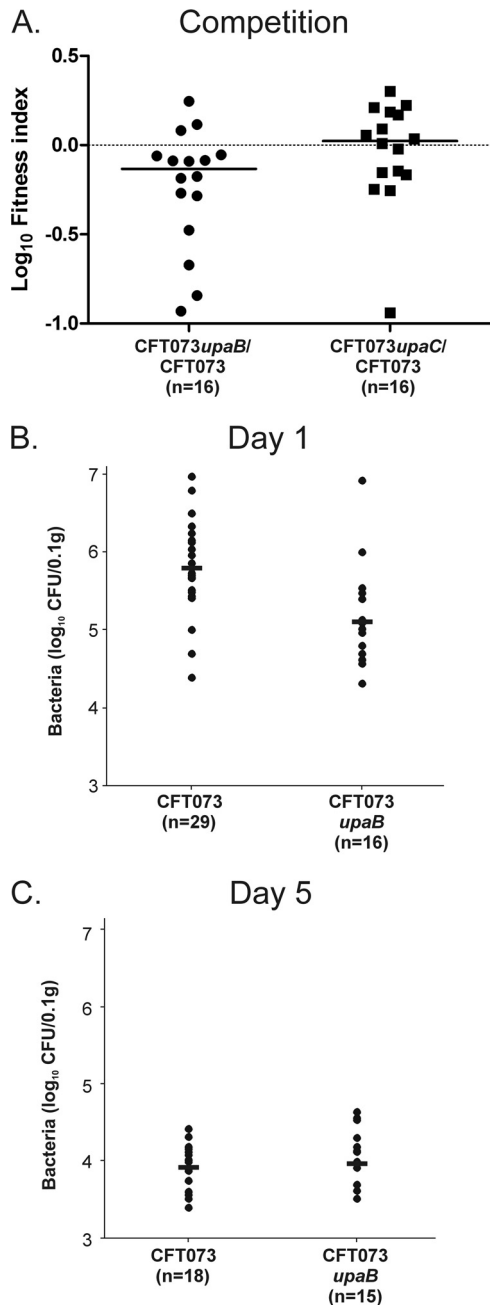 A. Competition
Log10 Fitness index
0.5
0.0
-0.5
-1.0
CFT073upaB/
CFT073
(n=16)
CFT073upaC/
CFT073
(n=16)
B. Day 1
Bacteria (log10 CFU/0.1g)
7
6
5
4
3
CFT073
(n=29)
CFT073
upaB
(n=16)
C. Day 5
Bacteria (log10 CFU/0.1g)
7
6
5
4
3
CFT073
(n=18)
CFT073
upaB
(n=15)